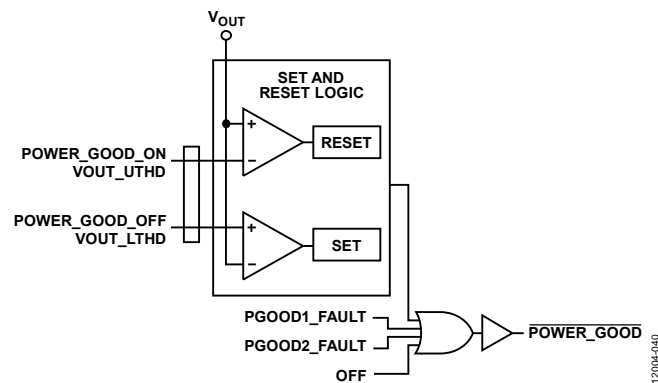 VOUT
SET AND
RESET LOGIC
+
−
RESET
POWER_GOOD_ON
VOUT_UTHD
POWER_GOOD_OFF
VOUT_LTHD
+
−
SET
PGOOD1_FAULT
PGOOD2_FAULT
OFF
POWER_GOOD
12004-040